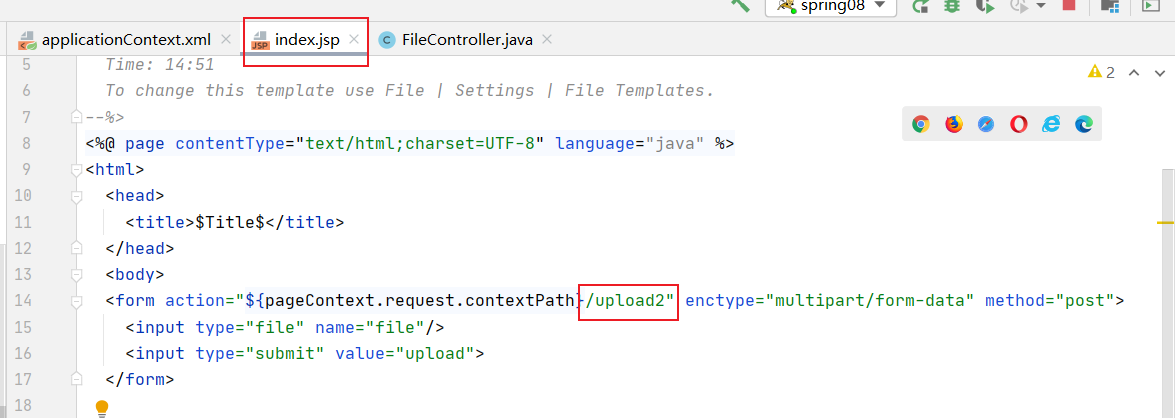 spring08
applicationContext.xml index.jsp FileController.java
5 Time: 14:51
6 To change this template use File | Settings | File Templates.
7 --%>
8 <%@ page contentType="text/html;charset=UTF-8" language="java" %>
9 <html>
10 <head>
11 <title>$Title$</title>
12 </head>
13 <body>
14 <form action="${pageContext.request.contextPath}/upload2" enctype="multipart/form-data" method="post">
15 <input type="file" name="file"/>
16 <input type="submit" value="upload">
17 </form>
18
2
JSP
C